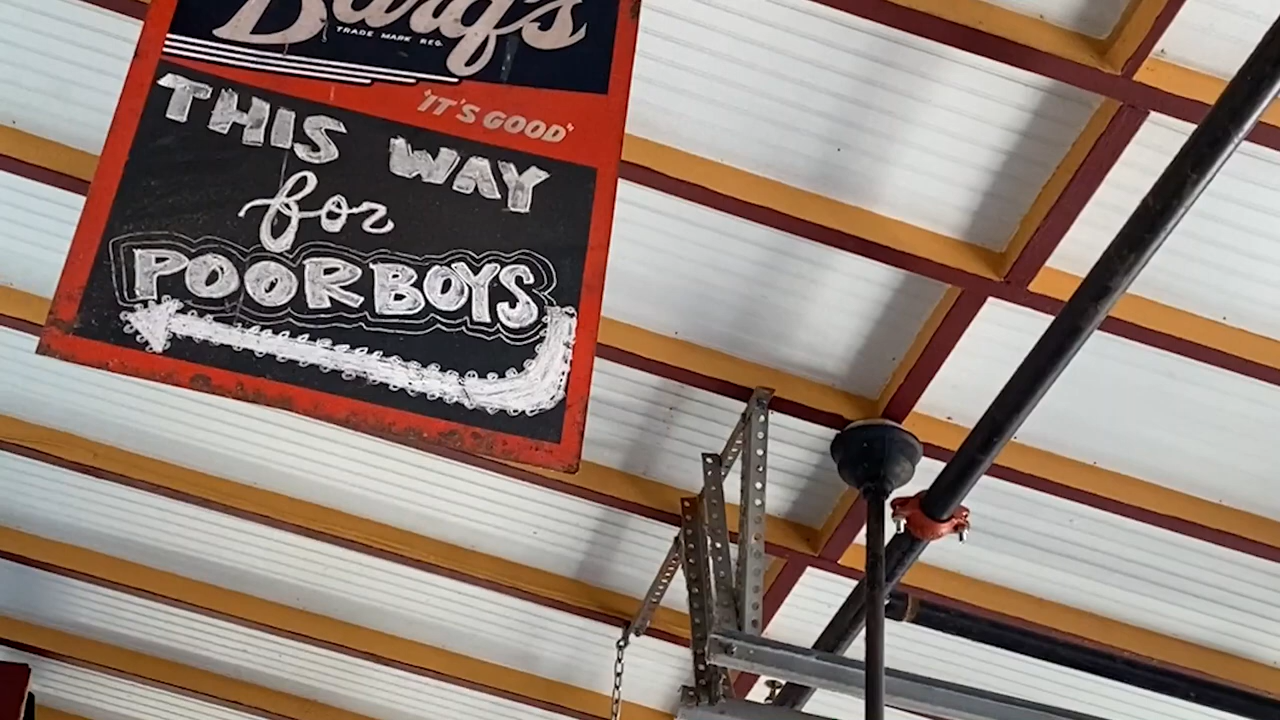 Barq's
TRADE MARK REG.
"IT'S GOOD"
THIS WAY
for
POORBOYS